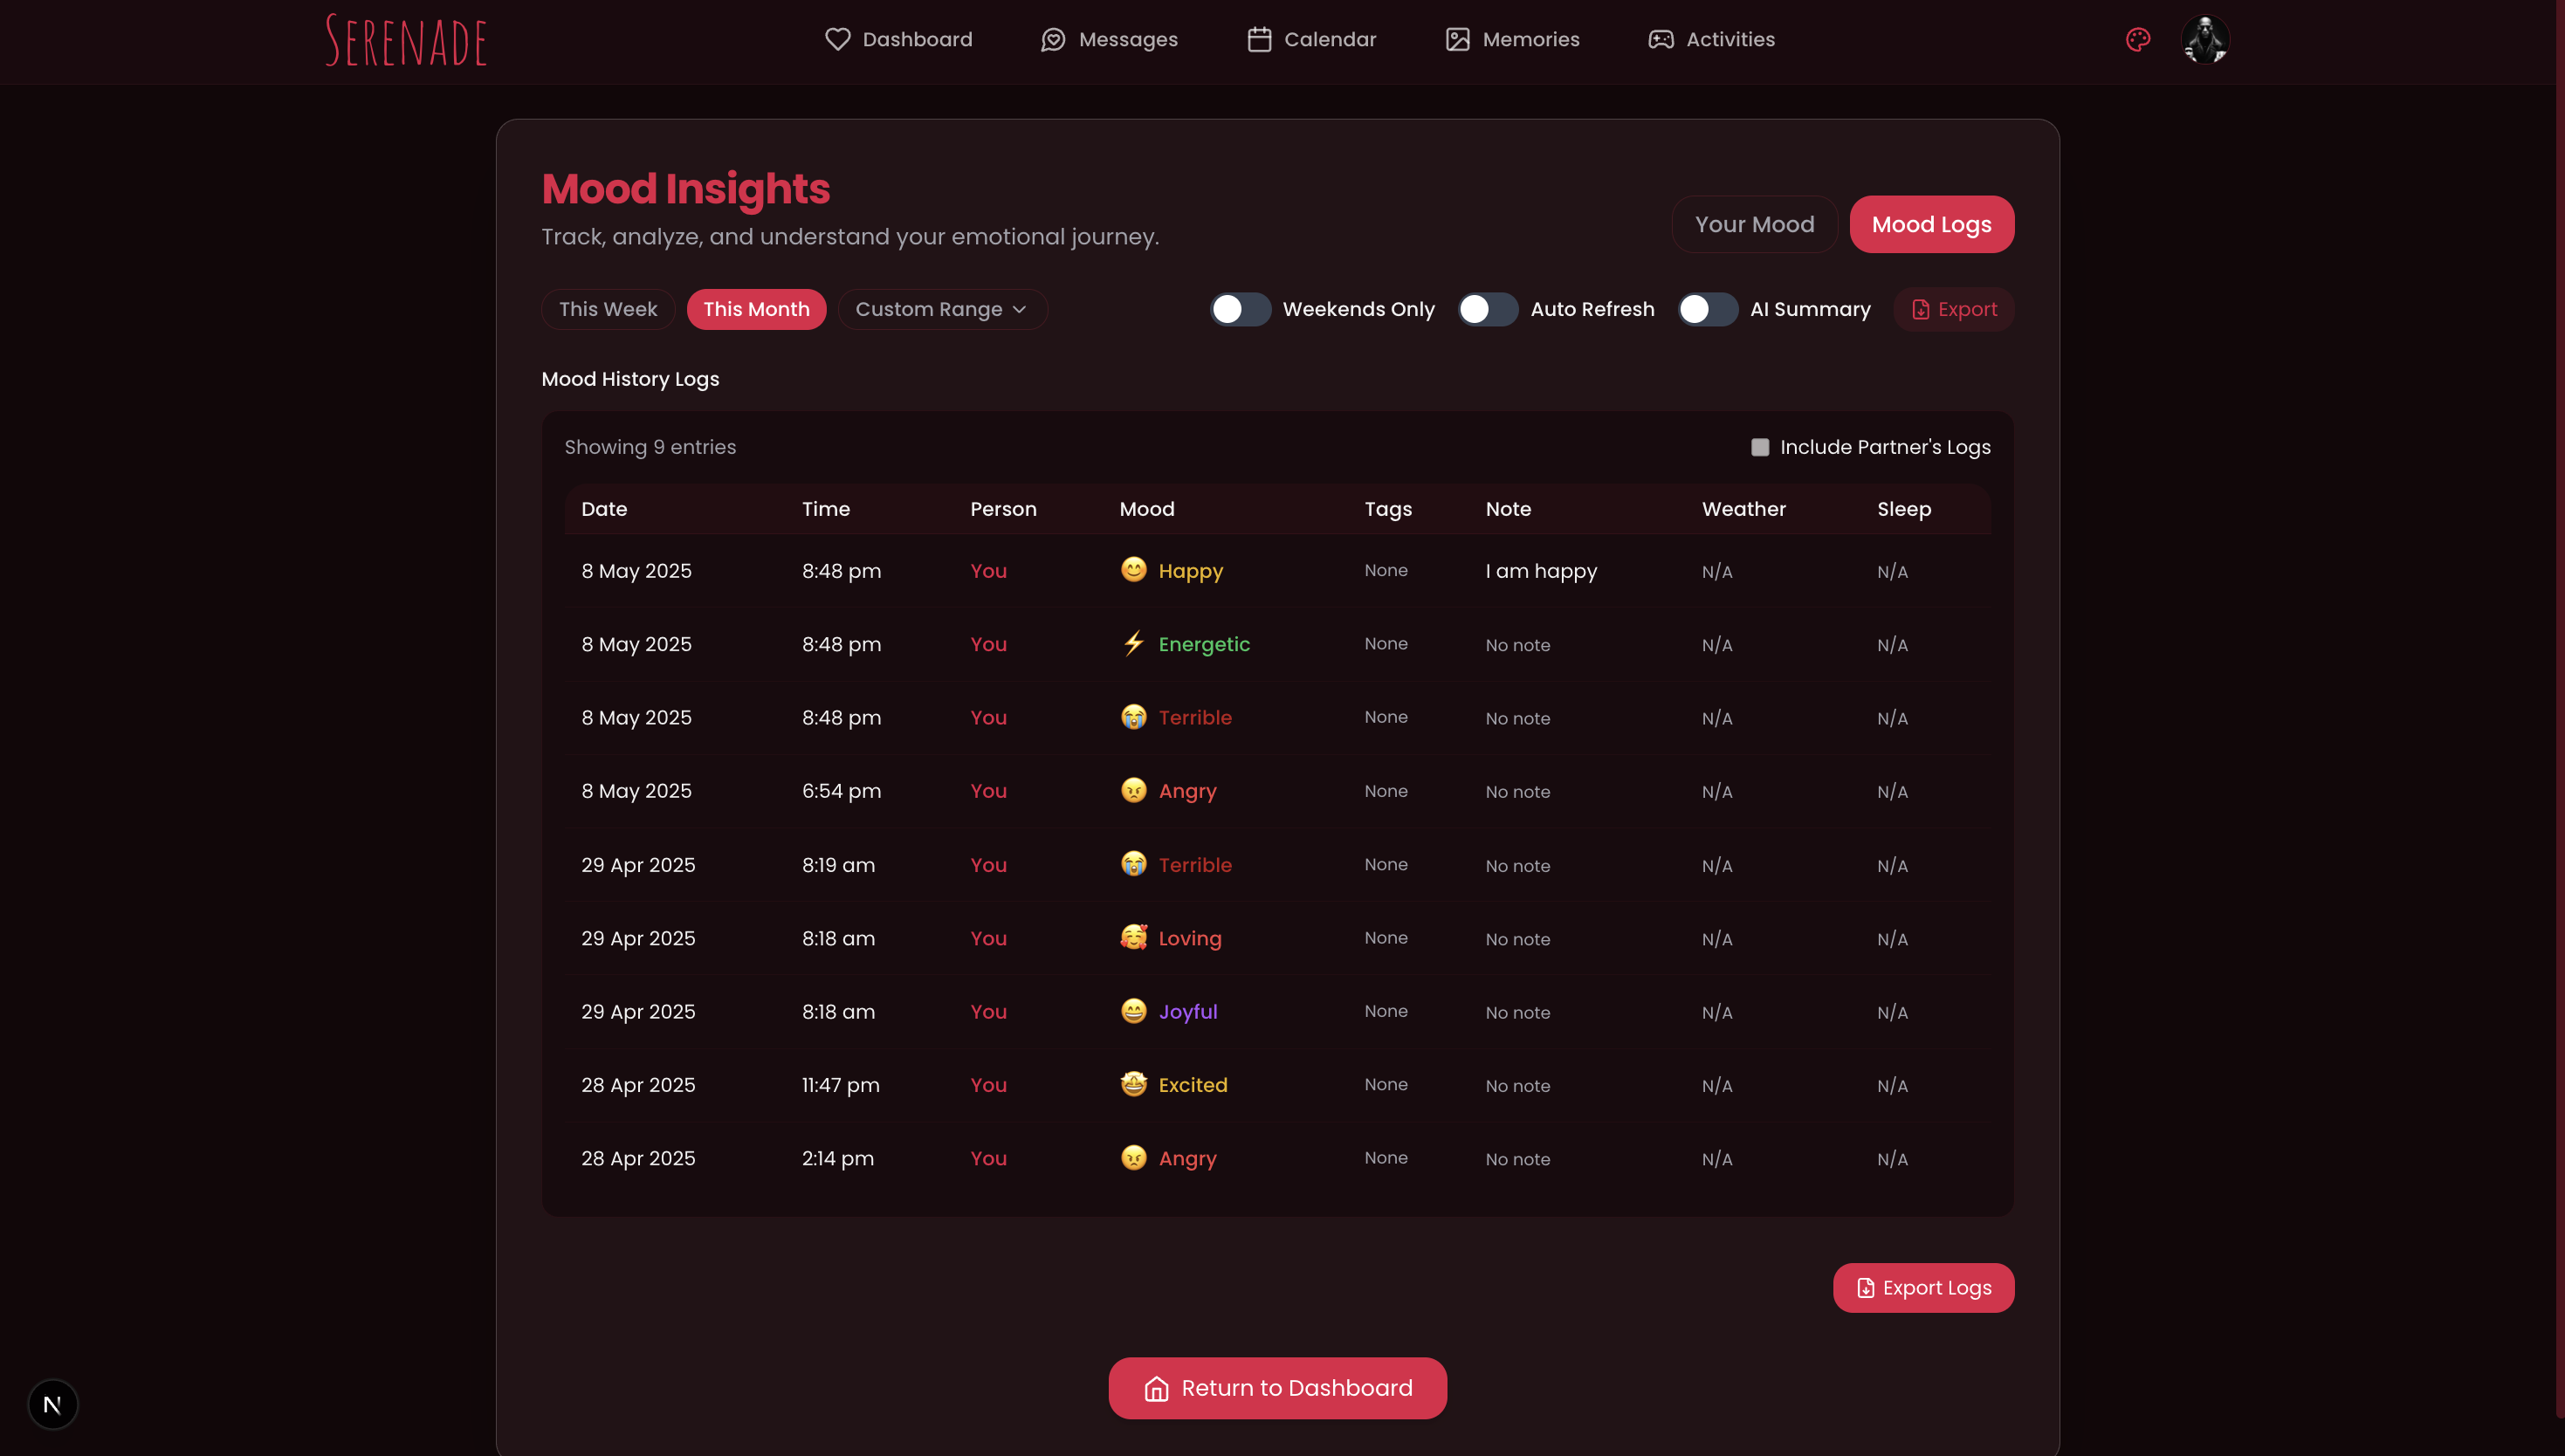 SERENADE
Dashboard Messages Calendar Memories Activities
Mood Insights
Track, analyze, and understand your emotional journey.
Your Mood Mood Logs
This Week This Month Custom Range Weekends Only Auto Refresh AI Summary Export
Mood History Logs
Showing 9 entries Include Partner's Logs
Date Time Person Mood Tags Note Weather Sleep
8 May 2025 8:48 pm You Happy None I am happy N/A N/A
8 May 2025 8:48 pm You Energetic None No note N/A N/A
8 May 2025 8:48 pm You Terrible None No note N/A N/A
8 May 2025 6:54 pm You Angry None No note N/A N/A
29 Apr 2025 8:19 am You Terrible None No note N/A N/A
29 Apr 2025 8:18 am You Loving None No note N/A N/A
29 Apr 2025 8:18 am You Joyful None No note N/A N/A
28 Apr 2025 11:47 pm You Excited None No note N/A N/A
28 Apr 2025 2:14 pm You Angry None No note N/A N/A
Export Logs
Return to Dashboard
N